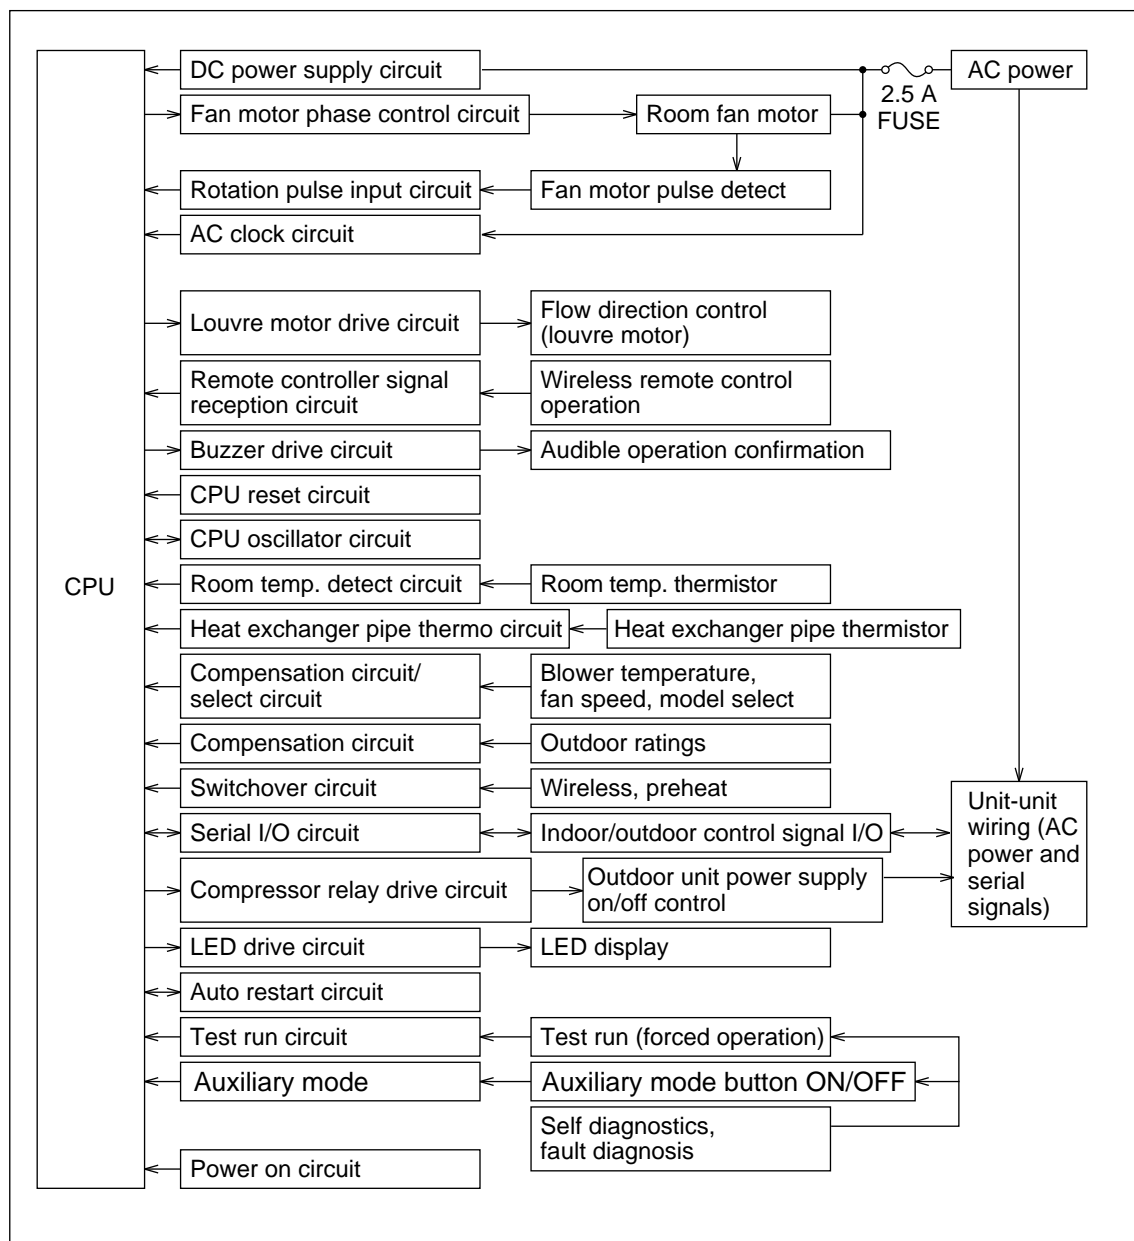 DC power supply circuit
AC power
2.5 A
FUSE
Fan motor phase control circuit
Room fan motor
Rotation pulse input circuit
Fan motor pulse detect
AC clock circuit
Louvre motor drive circuit
Flow direction control
(louvre motor)
Remote controller signal
reception circuit
Wireless remote control
operation
Buzzer drive circuit
Audible operation confirmation
CPU reset circuit
CPU oscillator circuit
CPU
Room temp. detect circuit
Room temp. thermistor
Heat exchanger pipe thermo circuit
Heat exchanger pipe thermistor
Compensation circuit/
select circuit
Blower temperature,
fan speed, model select
Compensation circuit
Outdoor ratings
Switchover circuit
Wireless, preheat
Serial I/O circuit
Indoor/outdoor control signal I/O
Unit-unit
wiring (AC
power and
serial
signals)
Compressor relay drive circuit
Outdoor unit power supply
on/off control
LED drive circuit
LED display
Auto restart circuit
Test run circuit
Test run (forced operation)
Auxiliary mode
Auxiliary mode button ON/OFF
Self diagnostics,
fault diagnosis
Power on circuit